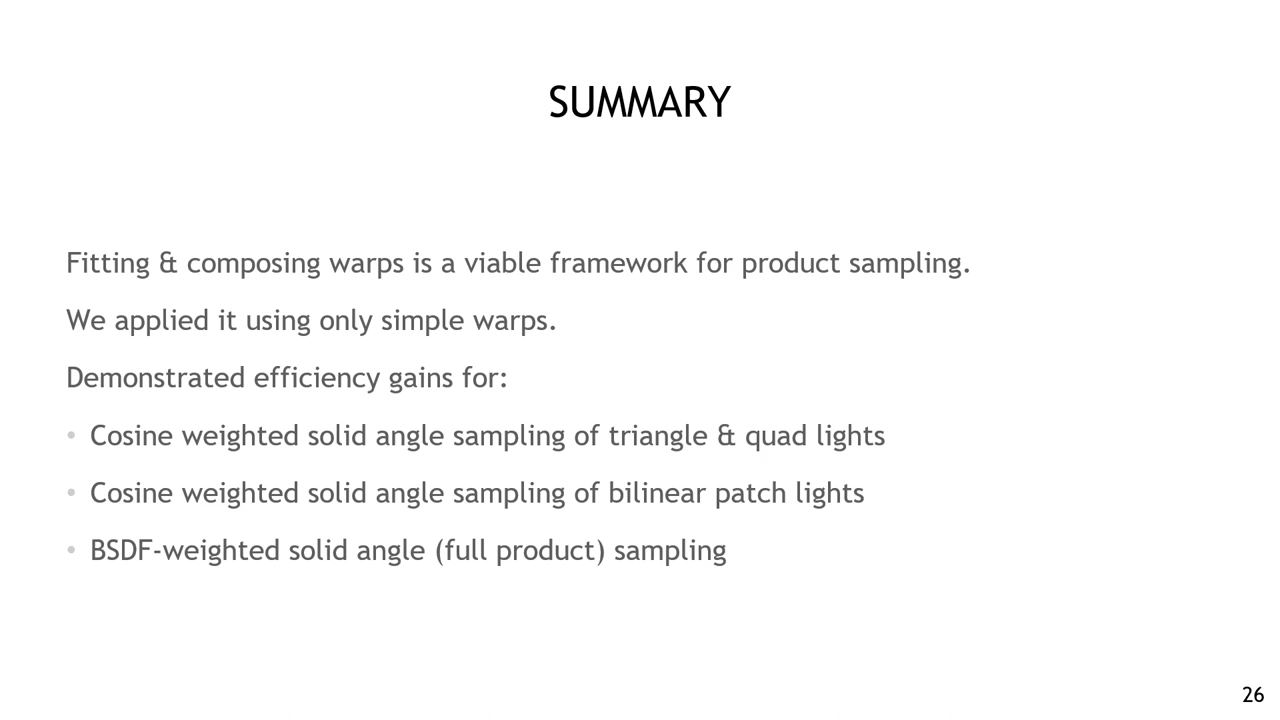 SUMMARY
Fitting & composing warps is a viable framework for product sampling.
We applied it using only simple warps.
Demonstrated efficiency gains for:
• Cosine weighted solid angle sampling of triangle & quad lights
• Cosine weighted solid angle sampling of bilinear patch lights
• BSDF-weighted solid angle (full product) sampling
26